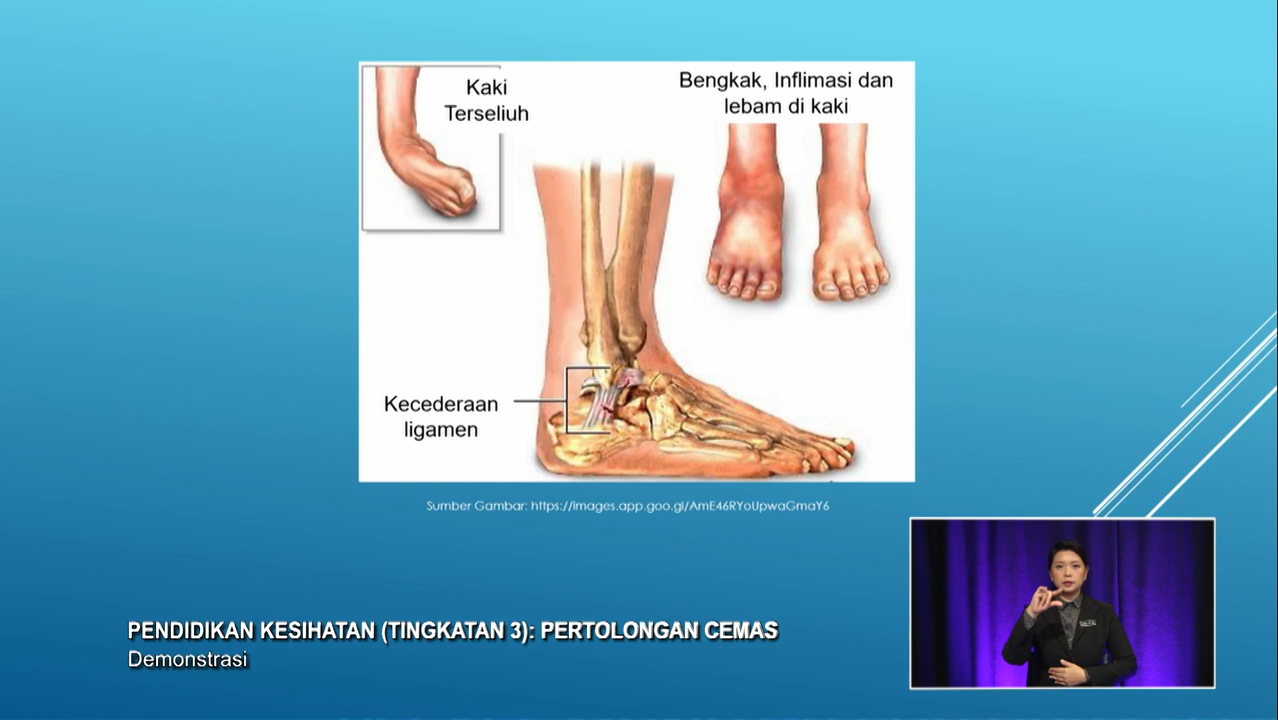 Kaki
Terseliuh
Bengkak, Inflimasi dan
lebam di kaki
Kecederaan
ligamen
Sumber Gambar: https://images.app.goo.gl/AmE46RYoUpwaGmaY6
PENDIDIKAN KESIHATAN (TINGKATAN 3): PERTOLONGAN CEMAS
Demonstrasi